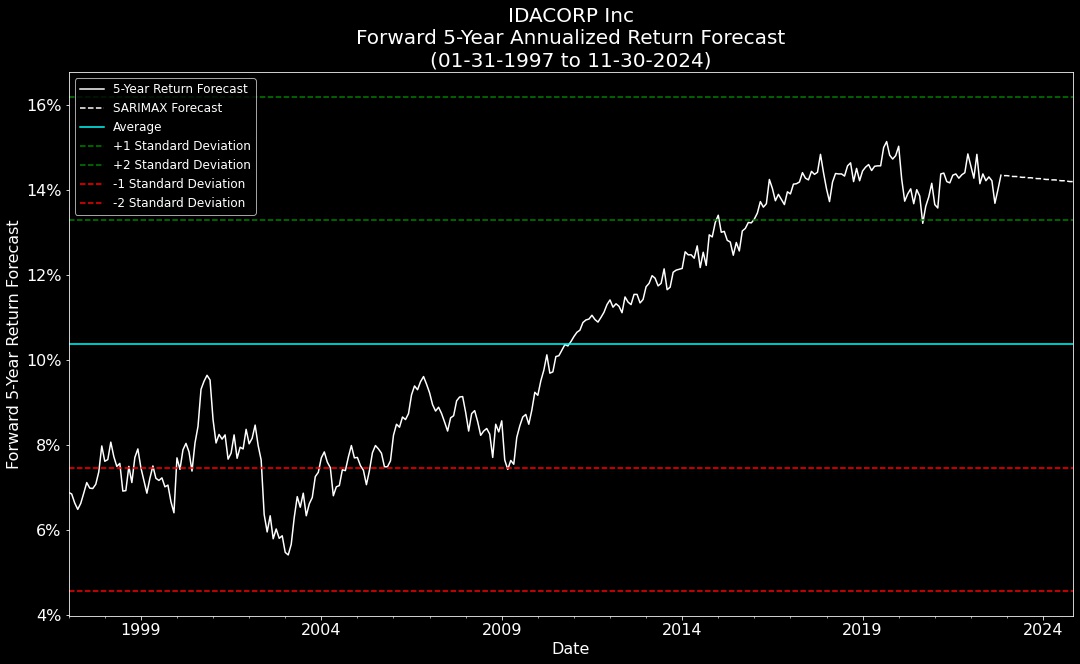 IDACORP Inc
Forward 5-Year Annualized Return Forecast
(01-31-1997 to 11-30-2024)
5-Year Return Forecast
SARIMAX Forecast
Average
+1 Standard Deviation
+2 Standard Deviation
-1 Standard Deviation
-2 Standard Deviation
Forward 5-Year Return Forecast
16%
14%
12%
10%
8%
6%
4%
1999 2004 2009 2014 2019 2024
Date